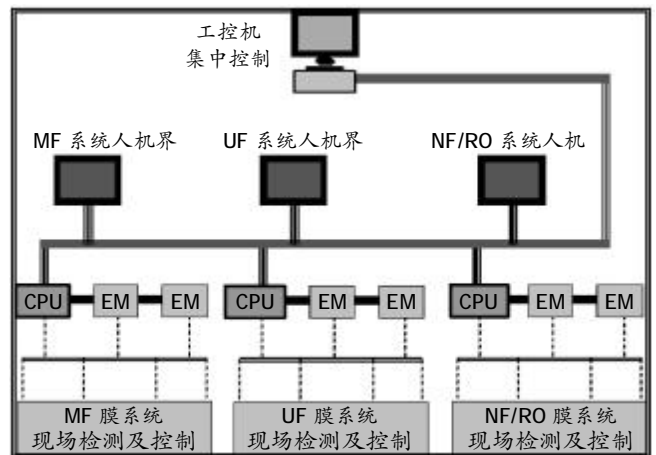 工控机
集中控制
MF 系统人机界
UF 系统人机界
NF/RO 系统人机
CPU EM EM
CPU EM EM
CPU EM EM
MF 膜系统
现场检测及控制
UF 膜系统
现场检测及控制
NF/RO 膜系统
现场检测及控制